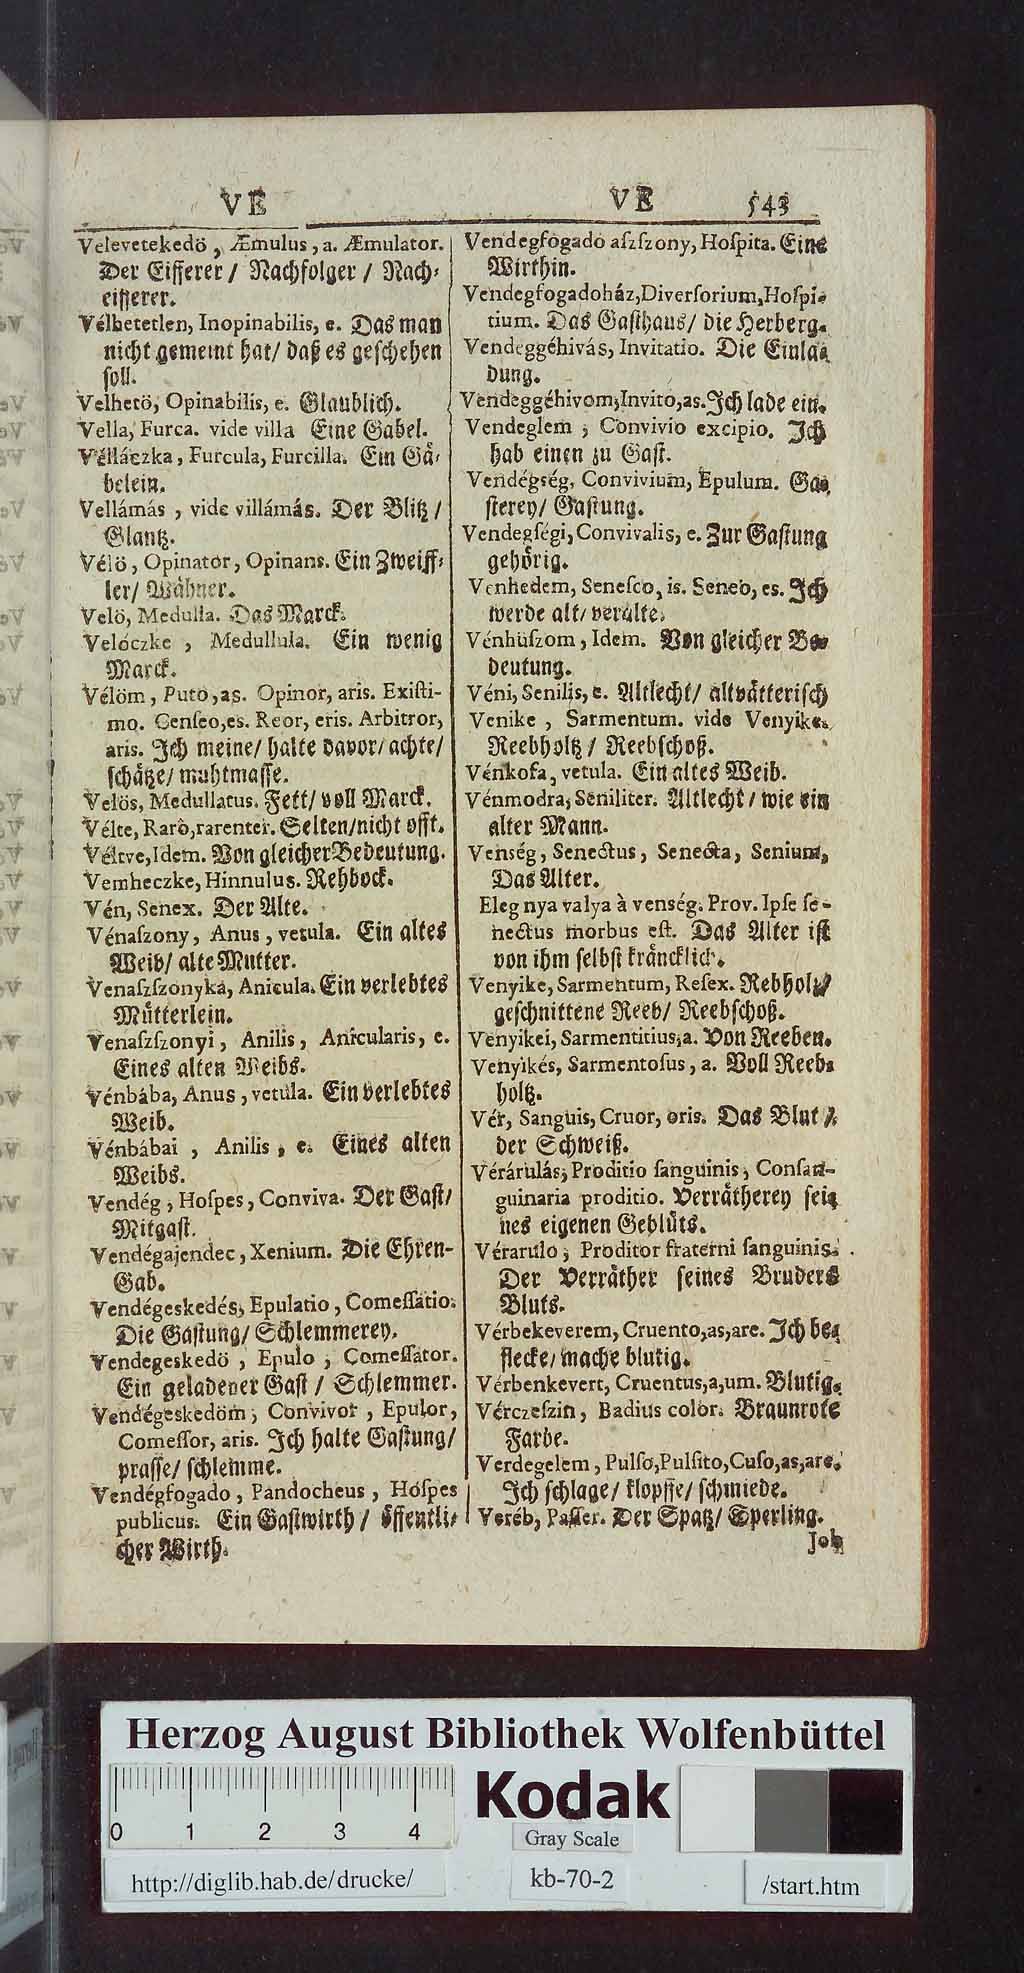 VE
Velevetekedö, Æmulus, a. Æmulator.
Der Eifferer / Nachfolger / Nach-
eifferer.
Vélhetetlen, Inopinabilis, e. Das man
nicht gemeint hat/ daß es geschehen
soll.
Velhetö, Opinabilis, e. Glaublich.
Vella, Furca. vide villa Eine Gabel.
Véllaczka, Furcula, Furcilla. Ein Gä-
belein.
Vellámás, vide villámás. Der Blitz /
Glantz.
Vélö, Opinator, Opinans. Ein Zweiff-
ler/ Wähner.
Velö, Medulla. Das Marck.
Velóczke, Medullula. Ein wenig
Marck.
Vélöm, Puto, as. Opinor, aris. Existi-
mo. Censeo, es. Reor, eris. Arbitror,
aris. Ich meine/ halte davor/ achte/
schätze/ muhtmasse.
Velös, Medullatus. Fett/ voll Marck.
Vélte, Rarò, rarenter. Selten/ nicht offt.
Véltve, Idem. Von gleicher Bedeutung.
Vemheczke, Hinnulus. Rehbock.
Vén, Senex. Der Alte.
Vénaszony, Anus, vetula. Ein altes
Weib/ alte Mutter.
Venaszszonyka, Anicula. Ein verlebtes
Mütterlein.
Venaszszonyi, Anilis, Anicularis, e.
Eines alten Weibs.
Vénbába, Anus, vetula. Ein verlebtes
Weib.
Vénbábai, Anilis, e. Eines alten
Weibs.
Vendég, Hospes, Conviva. Der Gast/
Mitgast.
Vendégajendec, Xenium. Die Ehren-
Gab.
Vendégeskedés, Epulatio, Comessatio.
Die Gastung/ Schlemmerey.
Vendegeskedö, Epulo, Comessator.
Ein geladener Gast / Schlemmer.
Vendégeskedöm, Convivor, Epulor,
Comessor, aris. Ich halte Gastung/
prasse/ schlemme.
Vendégfogado, Pandocheus, Hospes
publicus. Ein Gastwirth / öffentli-
cher Wirth.
VE 543
Vendegfogado aszszony, Hospita. Eine
Wirthin.
Vendegfogadoház, Diversorium, Hospi-
tium. Das Gasthaus/ die Herberg.
Vendeggéhivás, Invitatio. Die Einla-
dung.
Vendeggéhivom, Invito, as. Ich lade ein.
Vendeglem, Convivio excipio. Ich
hab einen zu Gast.
Vendégség, Convivium, Epulum. Ga-
sterey/ Gastung.
Vendegségi, Convivalis, e. Zur Gastung
gehörig.
Venhedem, Senesco, is. Seneo, es. Ich
werde alt/ veralte.
Vénhüszom, Idem. Von gleicher Be-
deutung.
Véni, Senilis, e. Altlecht/ altvätterisch
Venike, Sarmentum. vide Venyike.
Reebholtz / Reebschoß.
Vénkofa, vetula. Ein altes Weib.
Vénmodra, Seniliter. Altlecht/ wie ein
alter Mann.
Venség, Senectus, Senecta, Senium,
Das Alter.
Eleg nya valya à venség. Prov. Ipse se-
nectus morbus est. Das Alter ist
von ihm selbst kräncklich.
Venyike, Sarmentum, Resex. Rebholtz/
geschnittene Reeb/ Reebschoß.
Venyikei, Sarmentitius, a. Von Reeben.
Venyikés, Sarmentosus, a. Voll Reeb-
holtz.
Vér, Sanguis, Cruor, oris. Das Blut /
der Schweiß.
Vérárulás, Proditio sanguinis, Consan-
guinaria proditio. Verrätherey sei-
nes eigenen Geblüts.
Vérarulo, Proditor fraterni sanguinis.
Der Verräther seines Bruders
Bluts.
Vérbekeverem, Cruento, as, are. Ich be-
flecke/ mache blutig.
Vérbenkevert, Cruentus, a, um. Blutig.
Vérczeszin, Badius color. Braunrote
Farbe.
Verdegelem, Pulso, Pulsito, Cuso, as, are.
Ich schlage/ klopffe/ schmiede.
Veréb, Passer. Der Spatz/ Sperling.
Job
Herzog August Bibliothek Wolfenbüttel
Kodak
Gray Scale
0 1 2 3 4
http://diglib.hab.de/drucke/
kb-70-2
/start.htm